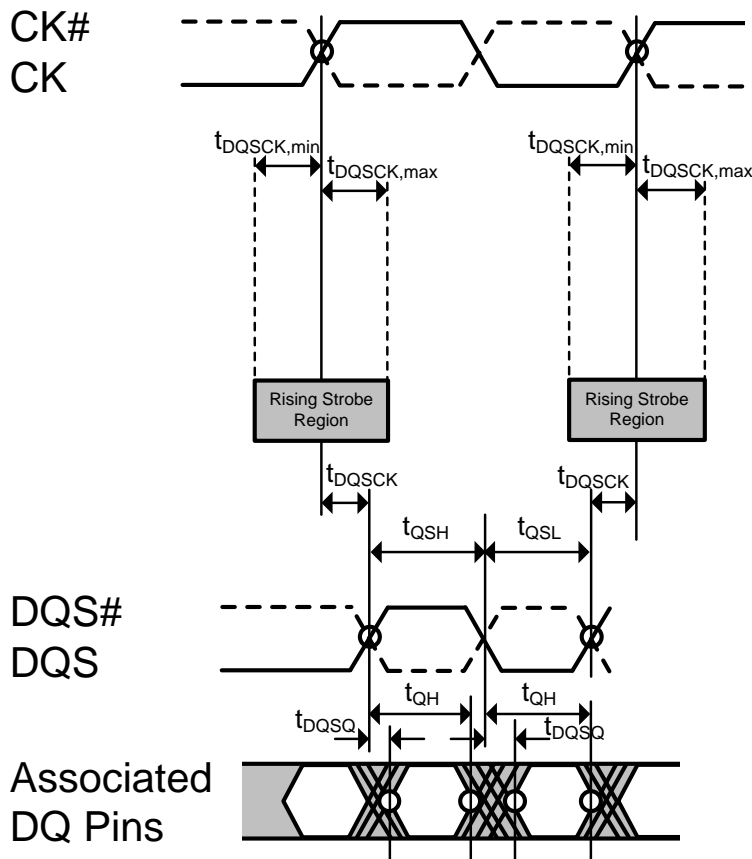 CK#
CK
tDQSCK,min
tDQSCK,max
tDQSCK,min
tDQSCK,max
Rising Strobe
Region
Rising Strobe
Region
tDQSCK
tDQSCK
tQSH
tQSL
DQS#
DQS
tQH
tQH
tDQSQ
tDQSQ
Associated
DQ Pins